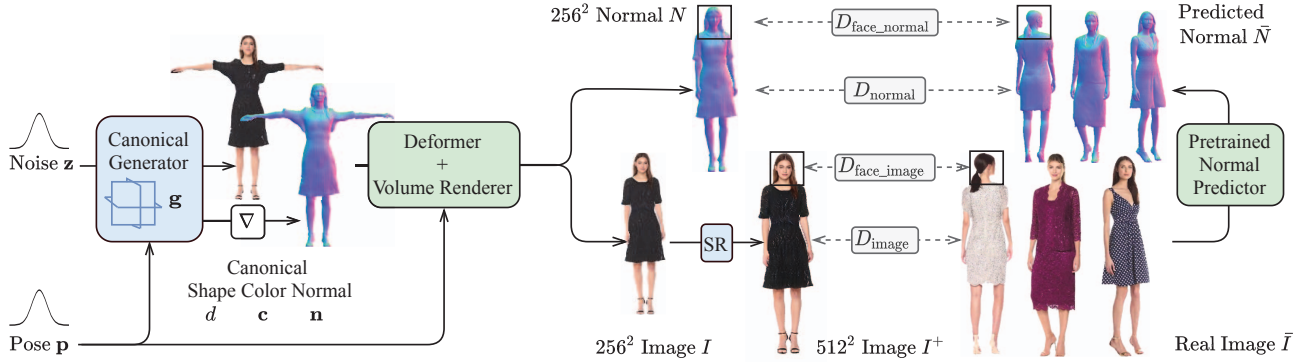 256² Normal N
D_face_normal
Predicted
Normal N̄
D_normal
Noise z
Canonical
Generator
g
∇
Deformer
+
Volume Renderer
Pretrained
Normal
Predictor
D_face_image
SR
D_image
Canonical
Shape Color Normal
d c n
Pose p
256² Image I
512² Image I⁺
Real Image Ī